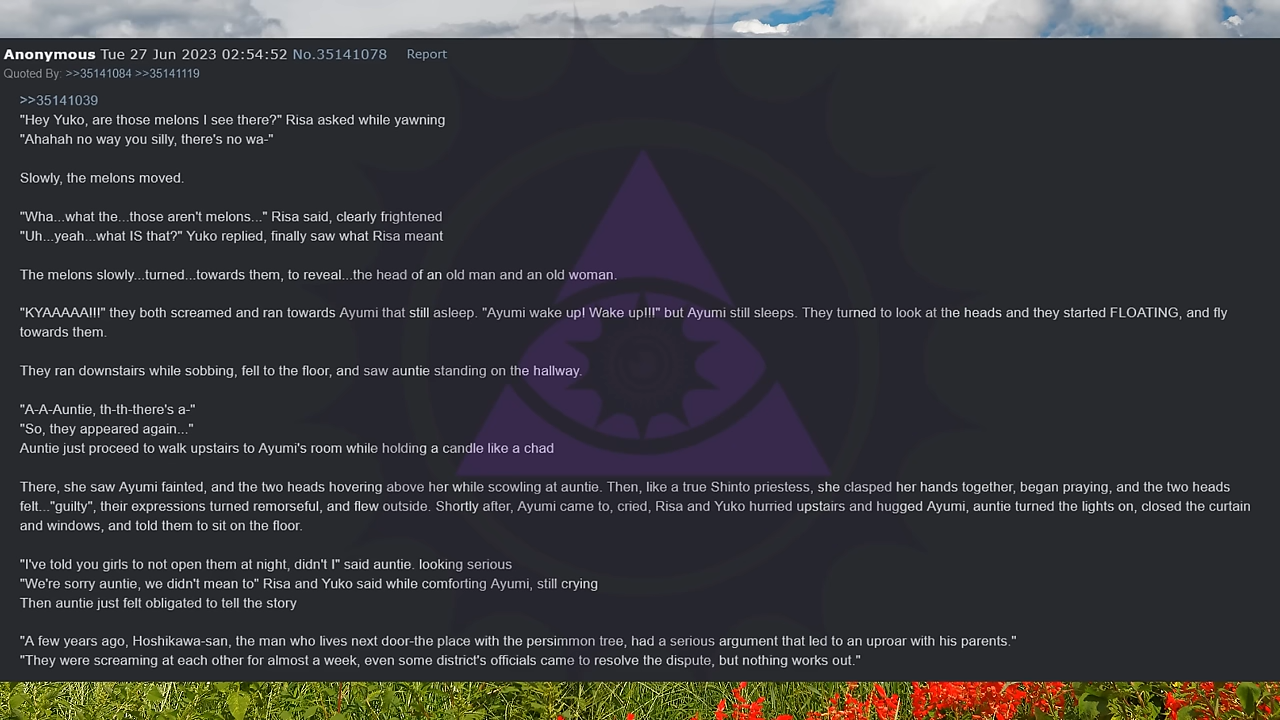 Anonymous Tue 27 Jun 2023 02:54:52 No.35141078 Report
Quoted By: >>35141084 >>35141119
>>35141039
"Hey Yuko, are those melons I see there?" Risa asked while yawning
"Ahahah no way you silly, there's no wa-"
Slowly, the melons moved.
"Wha...what the...those aren't melons..." Risa said, clearly frightened
"Uh...yeah...what IS that?" Yuko replied, finally saw what Risa meant
The melons slowly...turned...towards them, to reveal...the head of an old man and an old woman.
"KYAAAAA!!!" they both screamed and ran towards Ayumi that still asleep. "Ayumi wake up! Wake up!!!" but Ayumi still sleeps. They turned to look at the heads and they started FLOATING, and fly
towards them.
They ran downstairs while sobbing, fell to the floor, and saw auntie standing on the hallway.
"A-A-Auntie, th-th-there's a-"
"So, they appeared again..."
Auntie just proceed to walk upstairs to Ayumi's room while holding a candle like a chad
There, she saw Ayumi fainted, and the two heads hovering above her while scowling at auntie. Then, like a true Shinto priestess, she clasped her hands together, began praying, and the two heads
felt..."guilty", their expressions turned remorseful, and flew outside. Shortly after, Ayumi came to, cried, Risa and Yuko hurried upstairs and hugged Ayumi, auntie turned the lights on, closed the curtain
and windows, and told them to sit on the floor.
"I've told you girls to not open them at night, didn't I" said auntie. looking serious
"We're sorry auntie, we didn't mean to" Risa and Yuko said while comforting Ayumi, still crying
Then auntie just felt obligated to tell the story
"A few years ago, Hoshikawa-san, the man who lives next door-the place with the persimmon tree, had a serious argument that led to an uproar with his parents."
"They were screaming at each other for almost a week, even some district's officials came to resolve the dispute, but nothing works out."